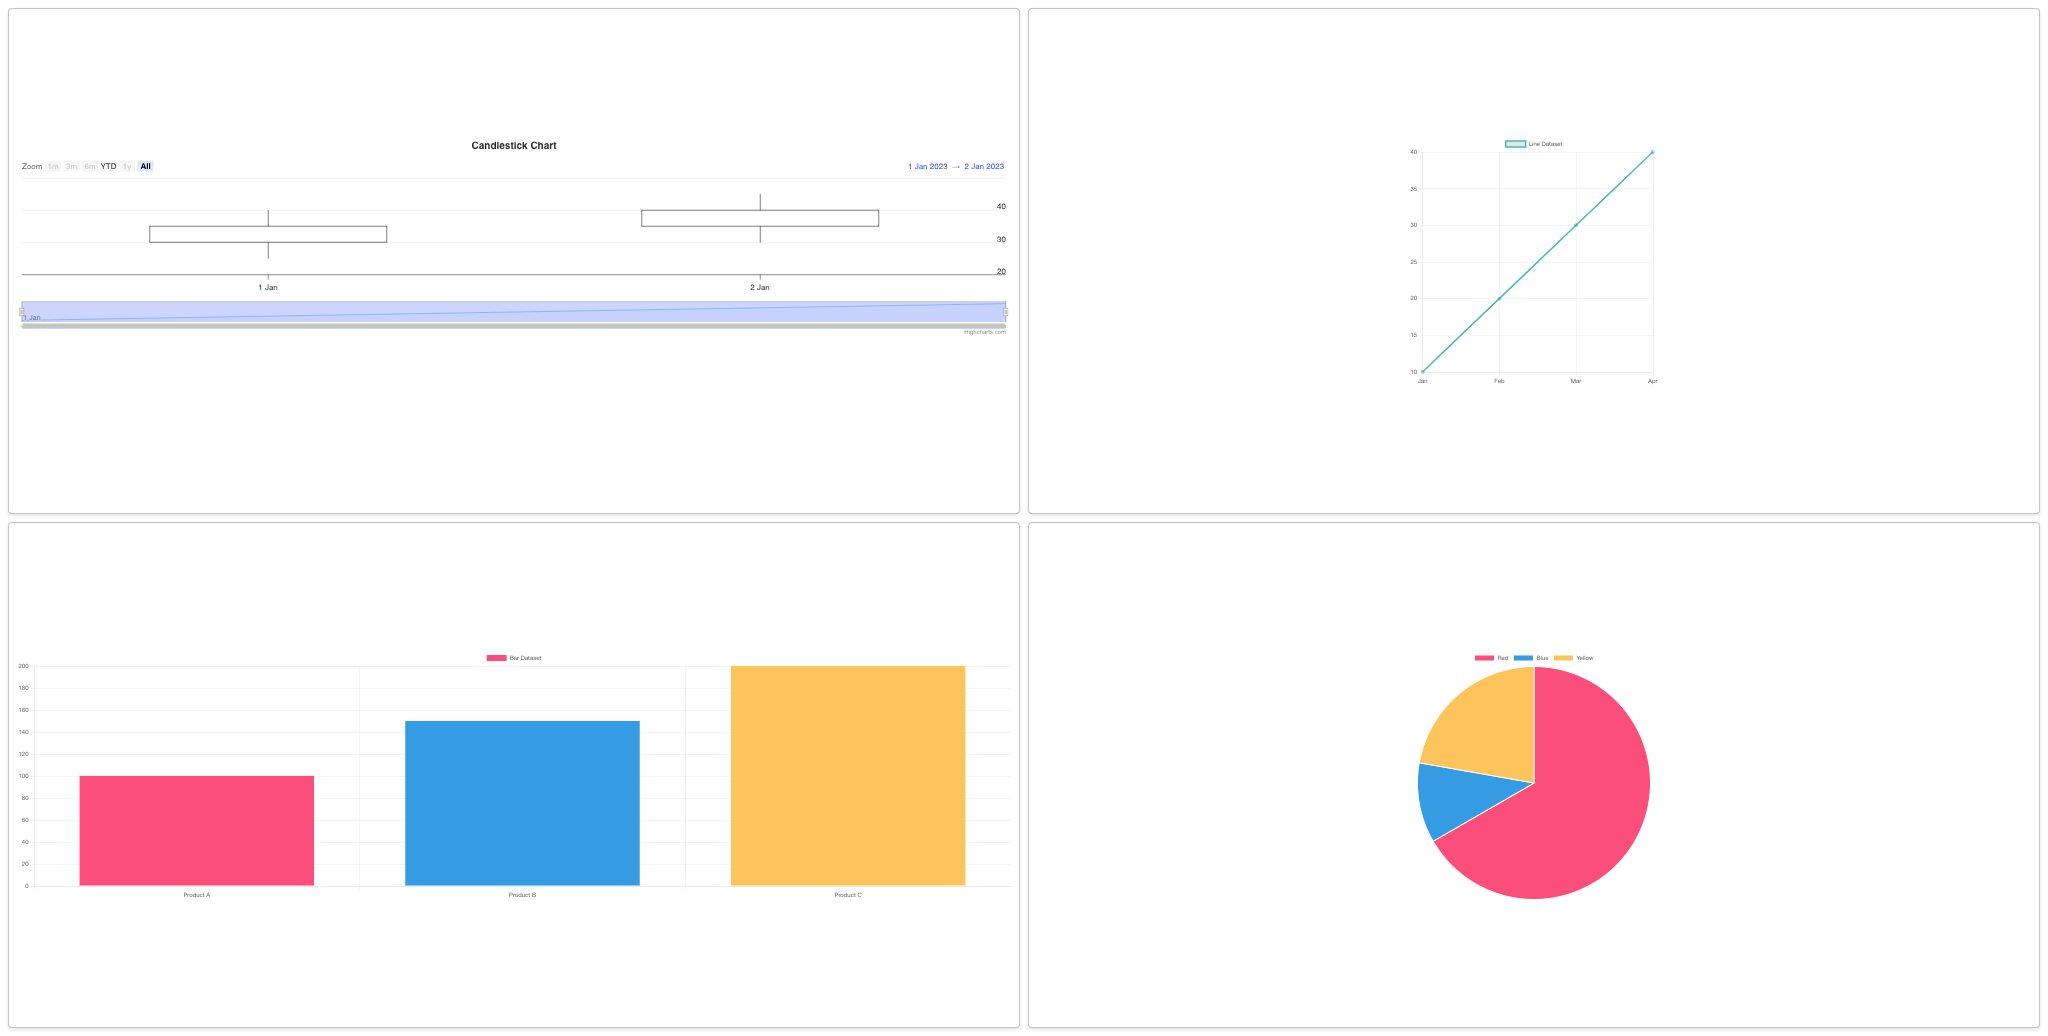 Candlestick Chart
Zoom 1m 3m 6m YTD 1y All 1 Jan 2023 → 2 Jan 2023
40
30
20
1 Jan 2 Jan
1 Jan
Highcharts.com
Line Dataset
40
35
30
25
20
15
10
Jan Feb Mar Apr
Bar Dataset
200
180
160
140
120
100
80
60
40
20
0
Product A Product B Product C
Red Blue Yellow